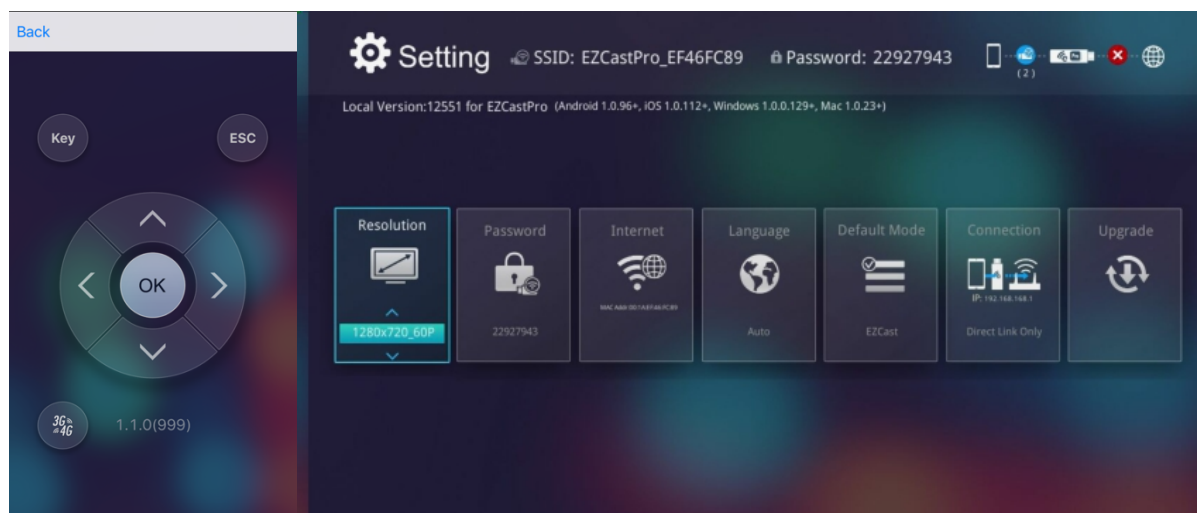 Back
Key
ESC
OK
3G
4G
1.1.0(999)
Setting
SSID: EZCastPro_EF46FC89
Password: 22927943
(2)
Local Version:12551 for EZCastPro (Android 1.0.96+, iOS 1.0.112+, Windows 1.0.0.129+, Mac 1.0.23+)
Resolution
1280x720_60P
Password
22927943
Internet
Language
Auto
Default Mode
EZCast
Connection
IP: 192.168.168.1
Direct Link Only
Upgrade